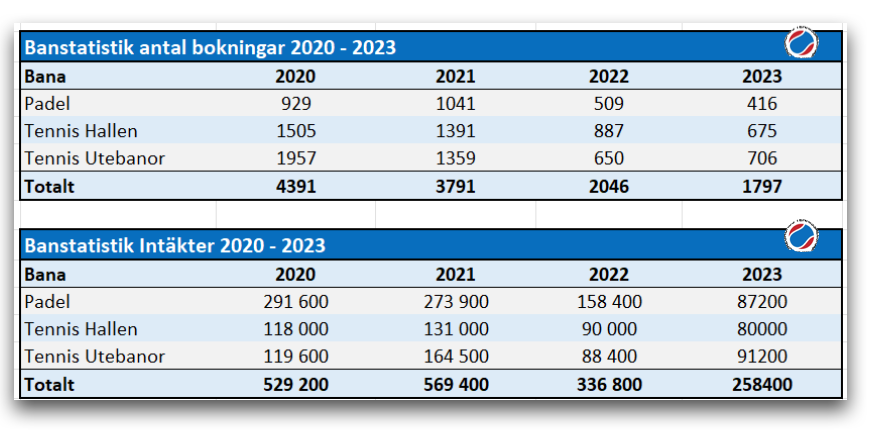 Banstatistik antal bokningar 2020 - 2023
Bana 2020 2021 2022 2023
Padel 929 1041 509 416
Tennis Hallen 1505 1391 887 675
Tennis Utebanor 1957 1359 650 706
Totalt 4391 3791 2046 1797
Banstatistik Intäkter 2020 - 2023
Bana 2020 2021 2022 2023
Padel 291 600 273 900 158 400 87200
Tennis Hallen 118 000 131 000 90 000 80000
Tennis Utebanor 119 600 164 500 88 400 91200
Totalt 529 200 569 400 336 800 258400